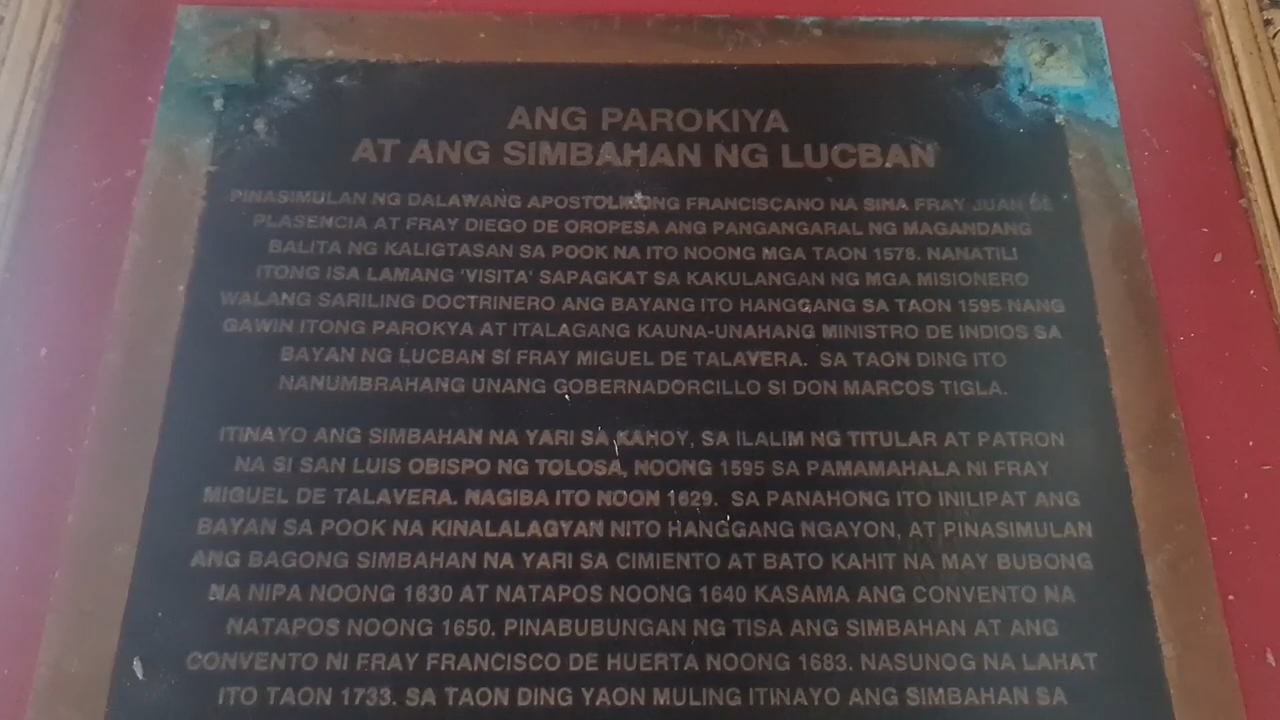 ANG PAROKIYA
AT ANG SIMBAHAN NG LUCBAN
PINASIMULAN NG DALAWANG APOSTOLIKONG FRANCISCANO NA SINA FRAY JUAN DE
PLASENCIA AT FRAY DIEGO DE OROPESA ANG PANGANGARAL NG MAGANDANG
BALITA NG KALIGTASAN SA POOK NA ITO NOONG MGA TAON 1578. NANATILI
ITONG ISA LAMANG 'VISITA' SAPAGKAT SA KAKULANGAN NG MGA MISIONERO
WALANG SARILING DOCTRINERO ANG BAYANG ITO HANGGANG SA TAON 1595 NANG
GAWIN ITONG PAROKYA AT ITALAGANG KAUNA-UNAHANG MINISTRO DE INDIOS SA
BAYAN NG LUCBAN SI FRAY MIGUEL DE TALAVERA. SA TAON DING ITO
NANUMBRAHANG UNANG GOBERNADORCILLO SI DON MARCOS TIGLA.
ITINAYO ANG SIMBAHAN NA YARI SA KAHOY, SA ILALIM NG TITULAR AT PATRON
NA SI SAN LUIS OBISPO NG TOLOSA, NOONG 1595 SA PAMAMAHALA NI FRAY
MIGUEL DE TALAVERA. NAGIBA ITO NOON 1629. SA PANAHONG ITO INILIPAT ANG
BAYAN SA POOK NA KINALALAGYAN NITO HANGGANG NGAYON, AT PINASIMULAN
ANG BAGONG SIMBAHAN NA YARI SA CIMIENTO AT BATO KAHIT NA MAY BUBONG
NA NIPA NOONG 1630 AT NATAPOS NOONG 1640 KASAMA ANG CONVENTO NA
NATAPOS NOONG 1650. PINABUBUNGAN NG TISA ANG SIMBAHAN AT ANG
CONVENTO NI FRAY FRANCISCO DE HUERTA NOONG 1683. NASUNOG NA LAHAT
ITO TAON 1733. SA TAON DING YAON MULING ITINAYO ANG SIMBAHAN SA